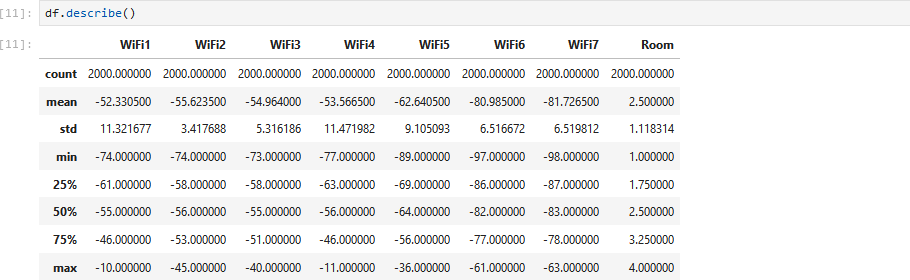 [11]: df.describe()
[11]: WiFi1 WiFi2 WiFi3 WiFi4 WiFi5 WiFi6 WiFi7 Room
count 2000.000000 2000.000000 2000.000000 2000.000000 2000.000000 2000.000000 2000.000000 2000.000000
mean -52.330500 -55.623500 -54.964000 -53.566500 -62.640500 -80.985000 -81.726500 2.500000
std 11.321677 3.417688 5.316186 11.471982 9.105093 6.516672 6.519812 1.118314
min -74.000000 -74.000000 -73.000000 -77.000000 -89.000000 -97.000000 -98.000000 1.000000
25% -61.000000 -58.000000 -58.000000 -63.000000 -69.000000 -86.000000 -87.000000 1.750000
50% -55.000000 -56.000000 -55.000000 -56.000000 -64.000000 -82.000000 -83.000000 2.500000
75% -46.000000 -53.000000 -51.000000 -46.000000 -56.000000 -77.000000 -78.000000 3.250000
max -10.000000 -45.000000 -40.000000 -11.000000 -36.000000 -61.000000 -63.000000 4.000000